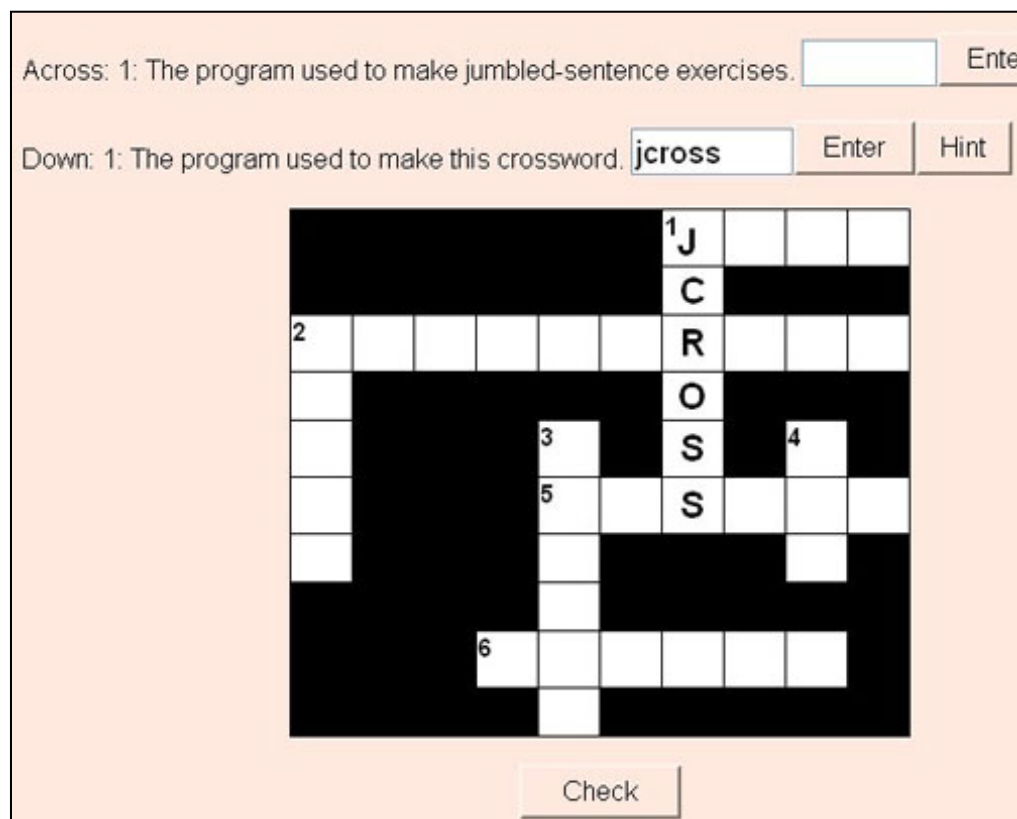 Across: 1: The program used to make jumbled-sentence exercises.
Down: 1: The program used to make this crossword. jcross Enter Hint
1 J
C
2 R
O
3 S 4
5 S
6
Check